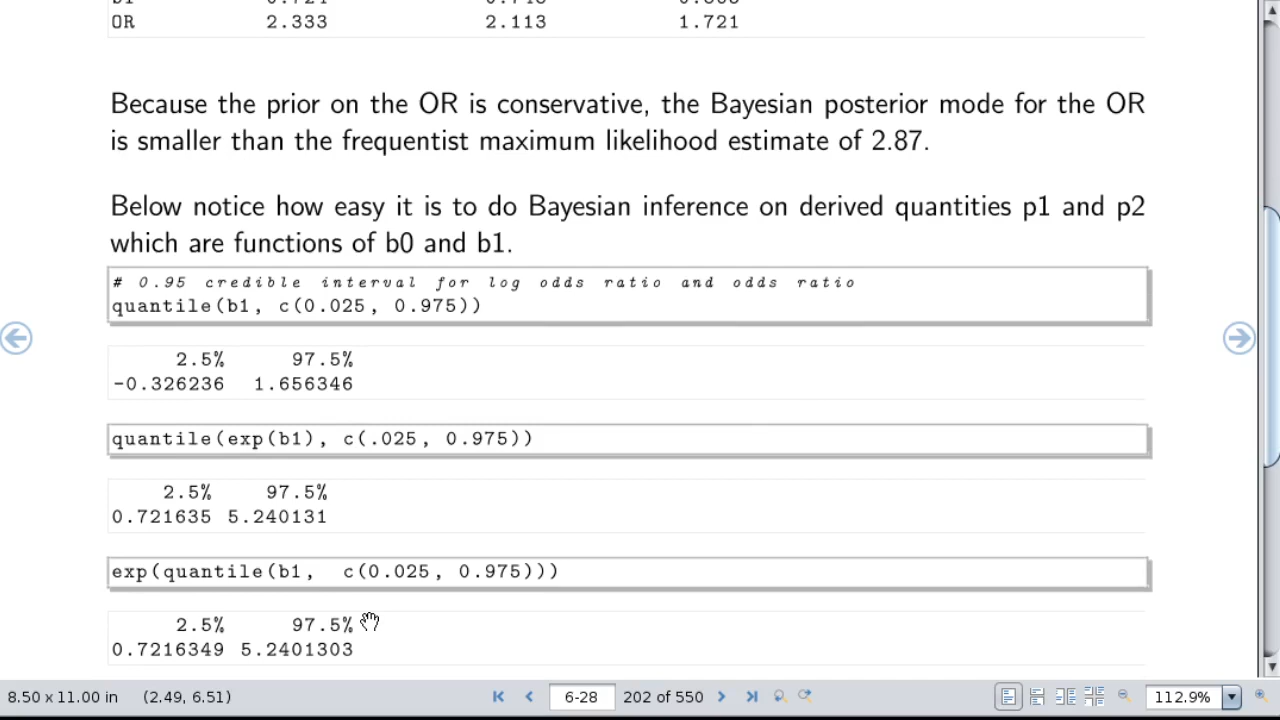 OR 2.333 2.113 1.721
Because the prior on the OR is conservative, the Bayesian posterior mode for the OR
is smaller than the frequentist maximum likelihood estimate of 2.87.
Below notice how easy it is to do Bayesian inference on derived quantities p1 and p2
which are functions of b0 and b1.
# 0.95 credible interval for log odds ratio and odds ratio
quantile(b1, c(0.025, 0.975))
2.5% 97.5%
-0.326236 1.656346
quantile(exp(b1), c(.025, 0.975))
2.5% 97.5%
0.721635 5.240131
exp(quantile(b1, c(0.025, 0.975)))
2.5% 97.5%
0.7216349 5.2401303
8.50 x 11.00 in (2.49, 6.51) 6-28 202 of 550 112.9%